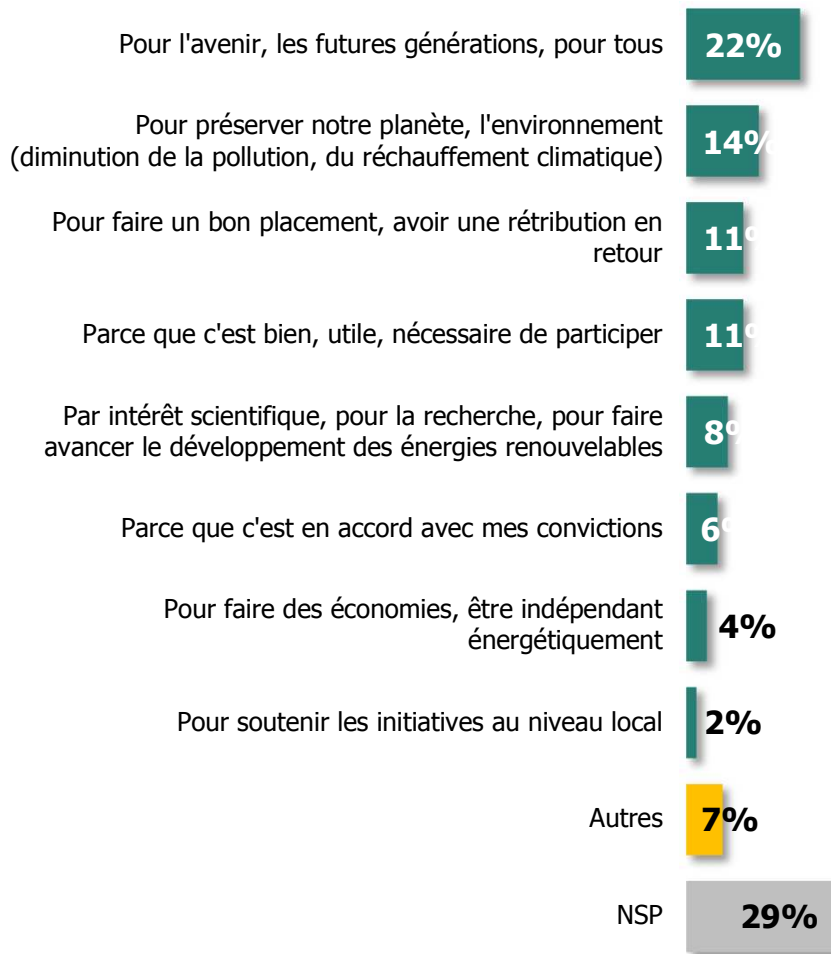 Pour l'avenir, les futures générations, pour tous 22%
Pour préserver notre planète, l'environnement
(diminution de la pollution, du réchauffement climatique) 14%
Pour faire un bon placement, avoir une rétribution en
retour 11%
Parce que c'est bien, utile, nécessaire de participer 11%
Par intérêt scientifique, pour la recherche, pour faire
avancer le développement des énergies renouvelables 8%
Parce que c'est en accord avec mes convictions 6%
Pour faire des économies, être indépendant
énergétiquement 4%
Pour soutenir les initiatives au niveau local 2%
Autres 7%
NSP 29%